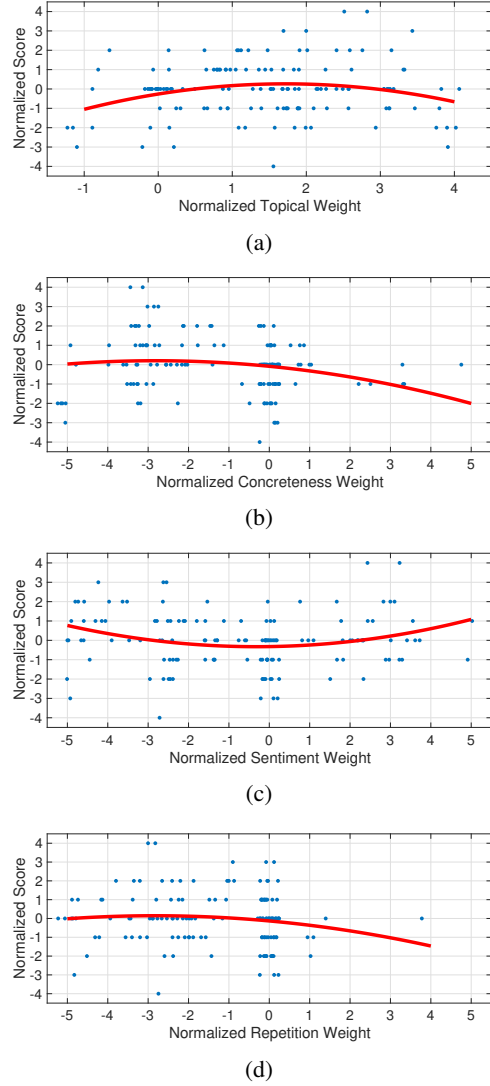 4
3
2
1
0
-1
-2
-3
-4
Normalized Score
-1 0 1 2 3 4
Normalized Topical Weight
(a)
4
3
2
1
0
-1
-2
-3
-4
Normalized Score
-5 -4 -3 -2 -1 0 1 2 3 4 5
Normalized Concreteness Weight
(b)
4
3
2
1
0
-1
-2
-3
-4
Normalized Score
-5 -4 -3 -2 -1 0 1 2 3 4 5
Normalized Sentiment Weight
(c)
4
3
2
1
0
-1
-2
-3
-4
Normalized Score
-5 -4 -3 -2 -1 0 1 2 3 4 5
Normalized Repetition Weight
(d)